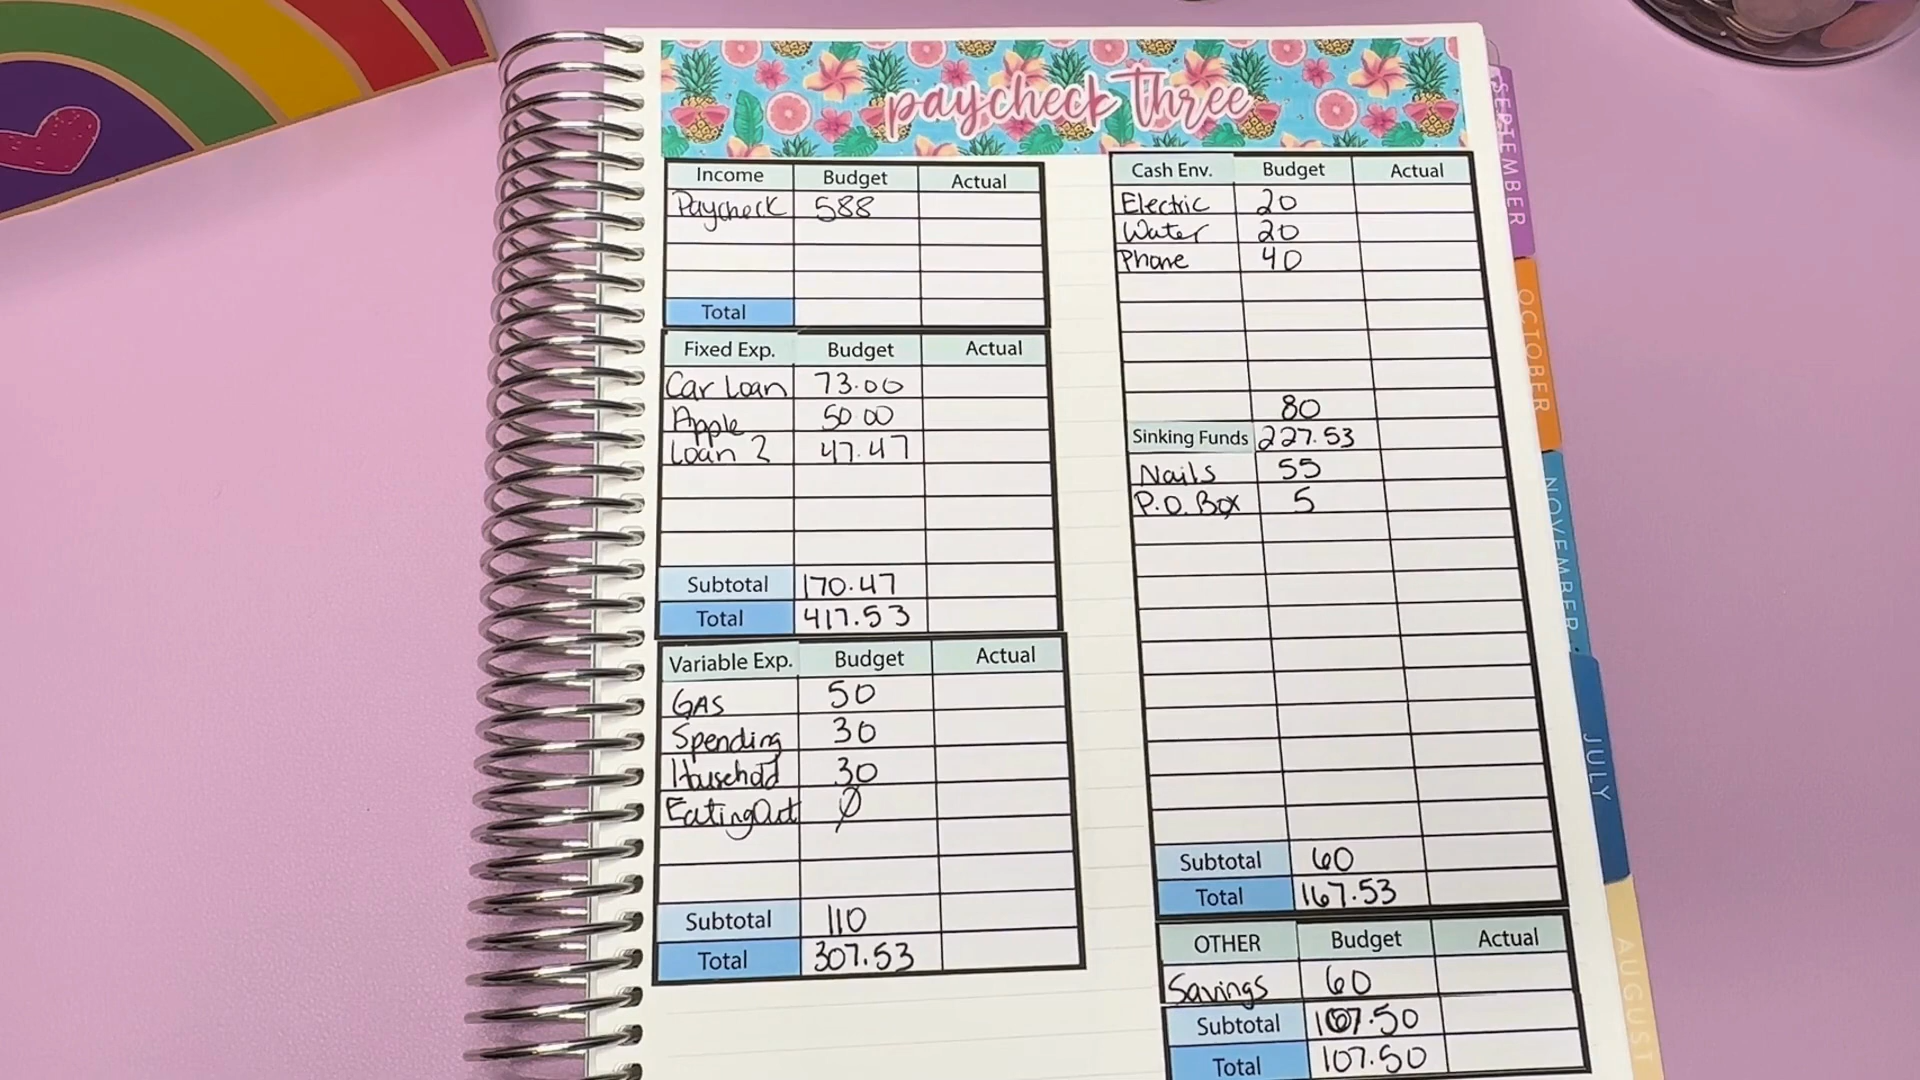 paycheck three
Income Budget Actual
Paycheck 588
Total
Fixed Exp. Budget Actual
Car Loan 73.00
Apple 50.00
Loan 2 47.47
Subtotal 170.47
Total 417.53
Variable Exp. Budget Actual
GAS 50
Spending 30
Household 30
Eating Out Ø
Subtotal 110
Total 307.53
Cash Env. Budget Actual
Electric 20
Water 20
Phone 40
80
Sinking Funds 227.53
Nails 55
P.O. Box 5
Subtotal 60
Total 167.53
OTHER Budget Actual
Savings 60
Subtotal 107.50
Total 107.50
SEPTEMBER
OCTOBER
NOVEMBER
JULY
AUGUST